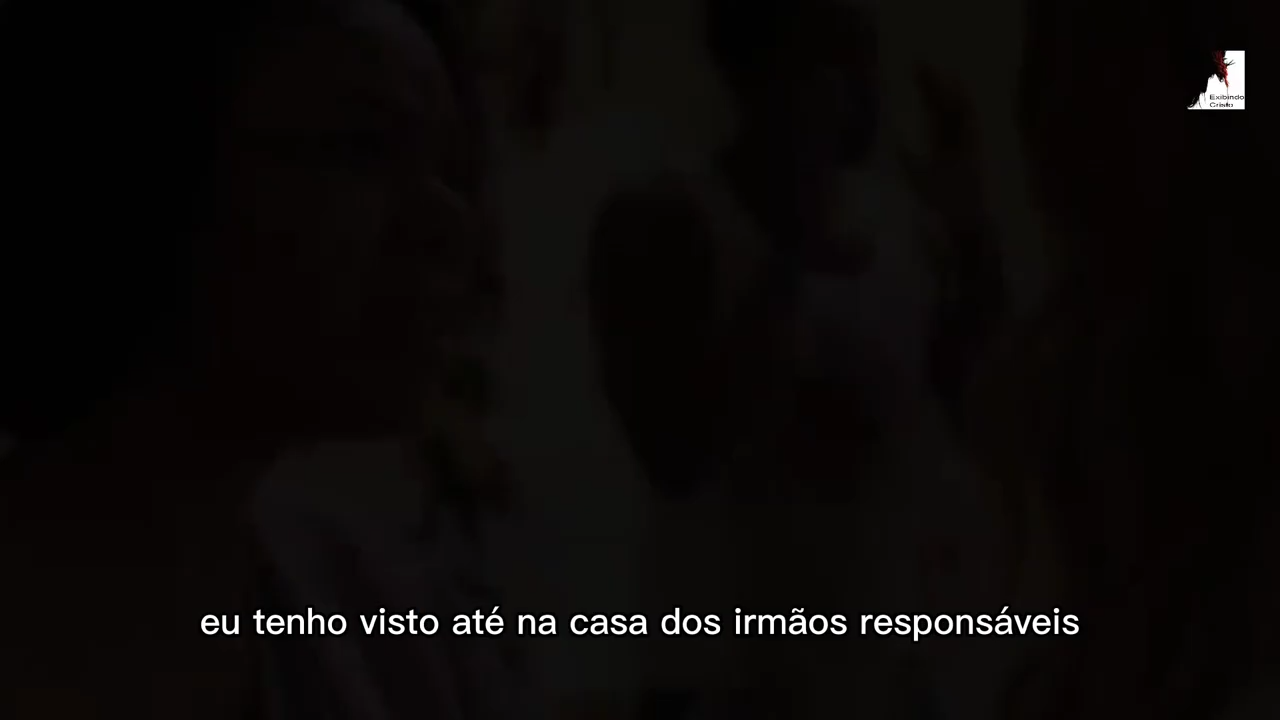 Exibindo
Cristo
eu tenho visto até na casa dos irmãos responsáveis